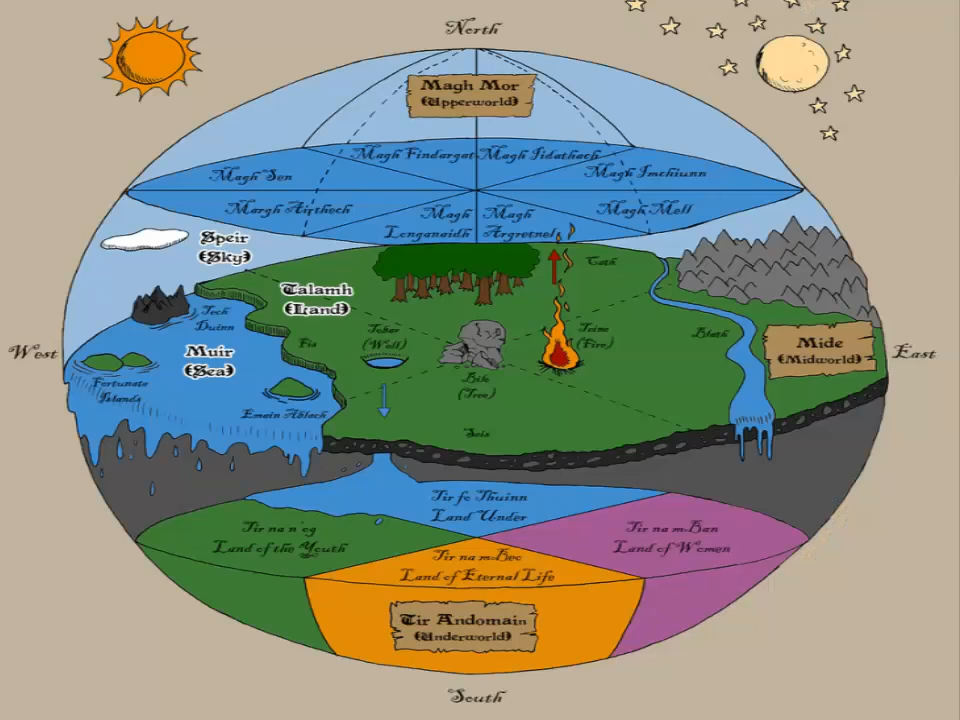 North
Magh Mor
(Upperworld)
Magh Findargat
Magh Iidathach
Magh Sen
Magh Imchiunn
Margh Airthech
Magh
Longanaidh
Magh
Argretnel
Magh Mell
Speir
(Sky)
Talamh
(Land)
Cath
Tech
Duinn
Muir
(Sea)
Fis
Tobar
(Well)
Teine
(Fire)
Blath
Mide
(Midworld)
West
East
Bile
(Tree)
Fortunate
Islands
Emain Ablach
Seis
Tir fo Thuinn
Land Under
Tir na n'og
Land of the Youth
Tir na m-Ban
Land of Women
Tir na m-Beo
Land of Eternal Life
Tir Andomain
(Underworld)
South